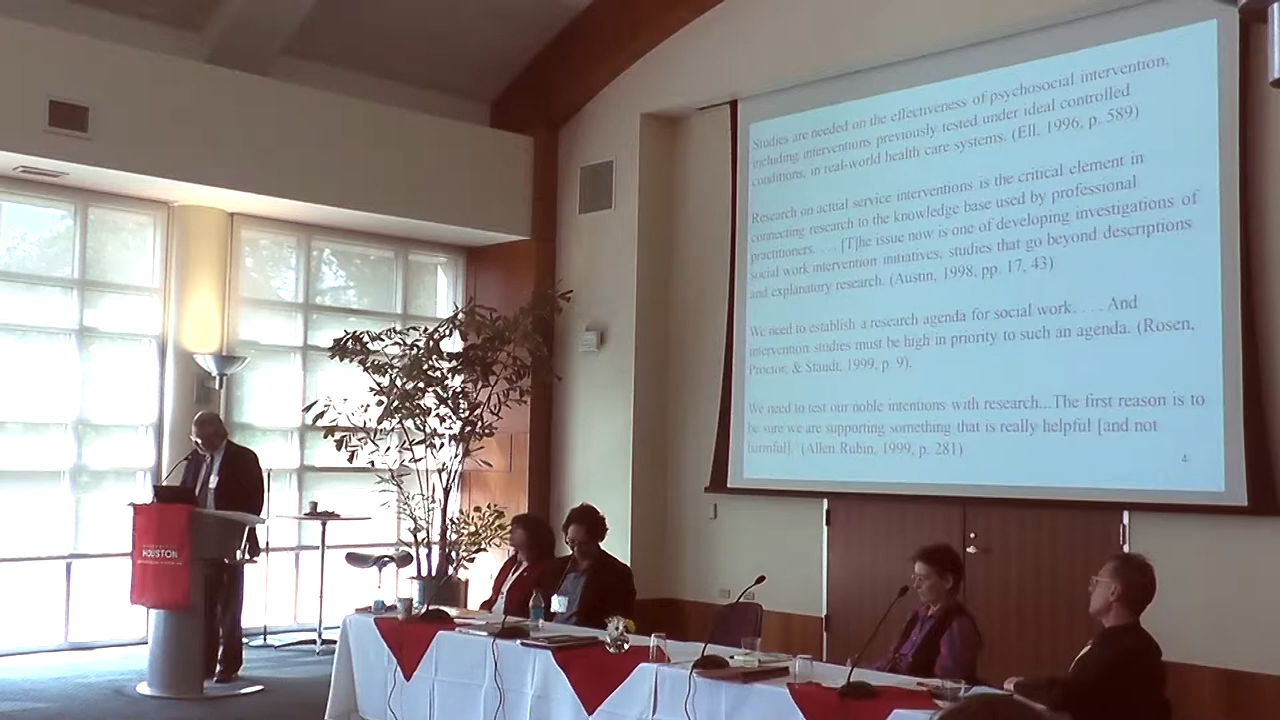 Studies are needed on the effectiveness of psychosocial intervention,
including interventions previously tested under ideal controlled
conditions, in real-world health care systems. (Ell, 1996, p. 589)
Research on actual service interventions is the critical element in
connecting research to the knowledge base used by professional
practitioners. . . . [T]he issue now is one of developing investigations of
social work intervention initiatives, studies that go beyond descriptions
and explanatory research. (Austin, 1998, pp. 17, 43)
We need to establish a research agenda for social work. . . . And
intervention studies must be high in priority to such an agenda. (Rosen,
Proctor, & Staudt, 1999, p. 9).
We need to test our noble intentions with research...The first reason is to
be sure we are supporting something that is really helpful [and not
harmful]. (Allen Rubin, 1999, p. 281)
4
HOUSTON